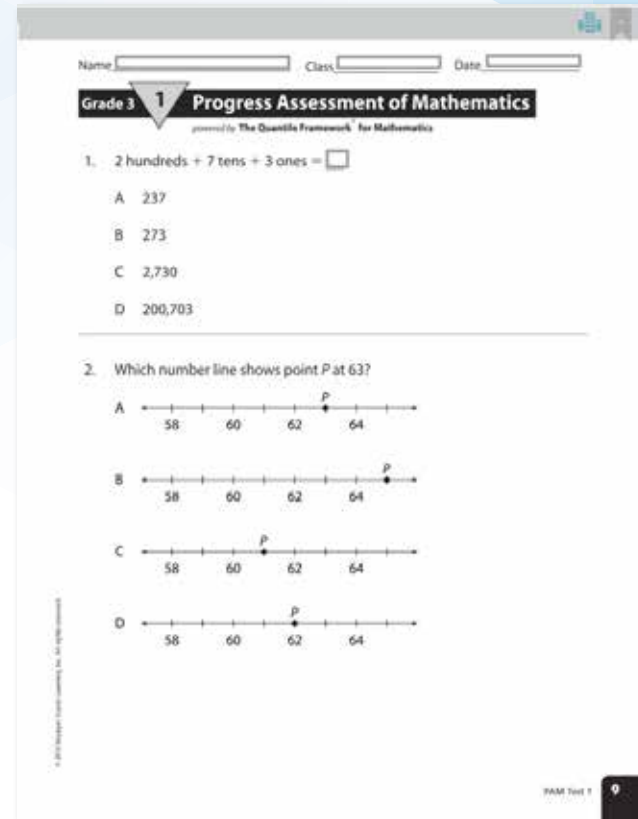 Name Class Date
Grade 3 1 Progress Assessment of Mathematics
powered by The Quantile Framework® for Mathematics
1. 2 hundreds + 7 tens + 3 ones =
A 237
B 273
C 2,730
D 200,703
2. Which number line shows point P at 63?
P
A
58 60 62 64
P
B
58 60 62 64
P
C
58 60 62 64
P
D
58 60 62 64
PAM Test 1 9